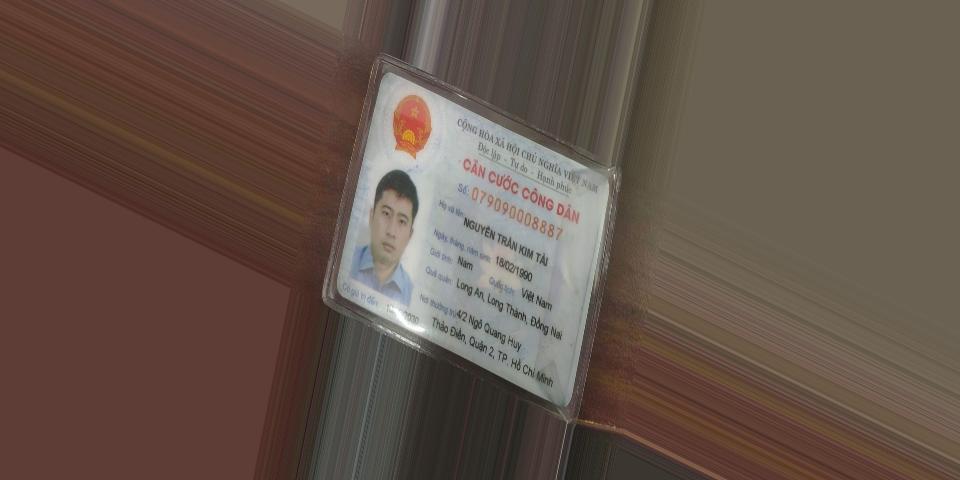 CỘNG HÒA XÃ HỘI CHỦ NGHĨA VIỆT NAM
Độc lập - Tự do - Hạnh phúc
CĂN CƯỚC CÔNG DÂN
Số: 079090008887
Họ và tên:
NGUYỄN TRẦN KIM TÀI
Ngày, tháng, năm sinh: 18/02/1990
Giới tính: Nam Quốc tịch: Việt Nam
Quê quán: Long An, Long Thành, Đồng Nai
Nơi thường trú: 4/2 Ngô Quang Huy
Thảo Điền, Quận 2, TP. Hồ Chí Minh
Có giá trị đến: